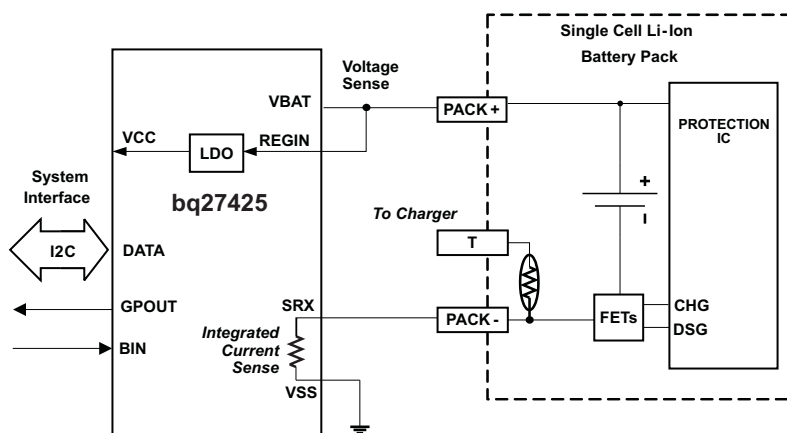 Single Cell Li-Ion
Battery Pack
Voltage
Sense
VBAT
PACK +
VCC
REGIN
LDO
PROTECTION
IC
System
Interface
bq27425
+
To Charger
I2C
DATA
T
GPOUT
SRX
PACK -
FETs
CHG
DSG
BIN
Integrated
Current
Sense
VSS